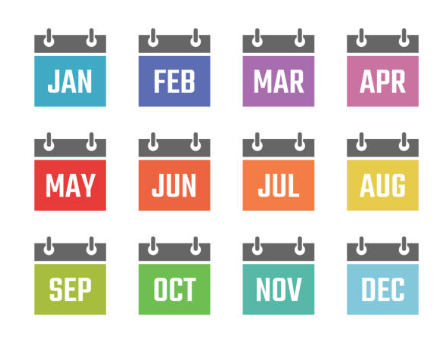 JAN FEB MAR APR
MAY JUN JUL AUG
SEP OCT NOV DEC